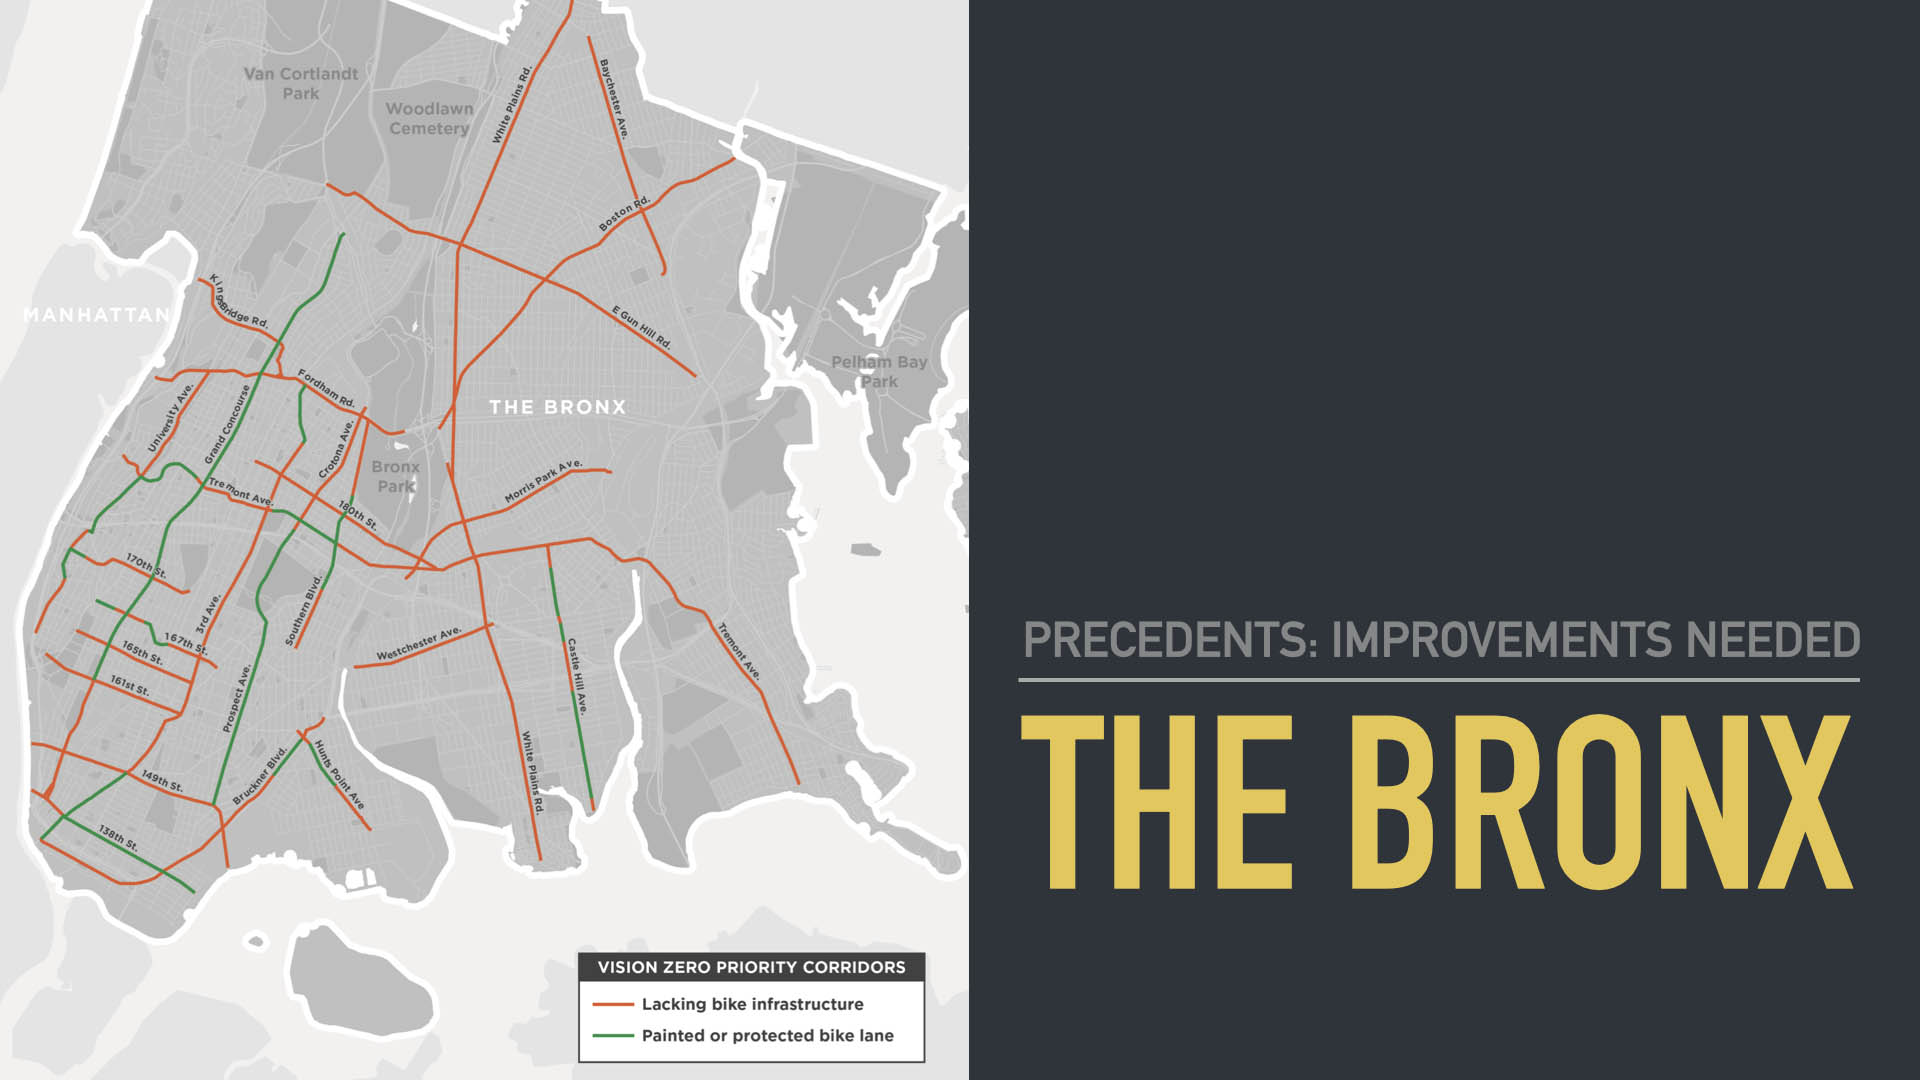 Van Cortlandt
Park
Woodlawn
Cemetery
White Plains Rd.
Baychester Ave.
Boston Rd.
MANHATTAN
KingsBridge Rd.
E Gun Hill Rd.
Pelham Bay
Park
Fordham Rd.
University Ave.
Grand Concourse
THE BRONX
Crotona Ave.
Bronx
Park
Tremont Ave.
180th St.
Morris Park Ave.
170th St.
3rd Ave.
Southern Blvd.
167th St.
165th St.
161st St.
Westchester Ave.
Castle Hill Ave.
Tremont Ave.
Prospect Ave.
149th St.
Bruckner Blvd.
Hunts Point Ave
White Plains Rd.
138th St.
VISION ZERO PRIORITY CORRIDORS
Lacking bike infrastructure
Painted or protected bike lane
PRECEDENTS: IMPROVEMENTS NEEDED
THE BRONX